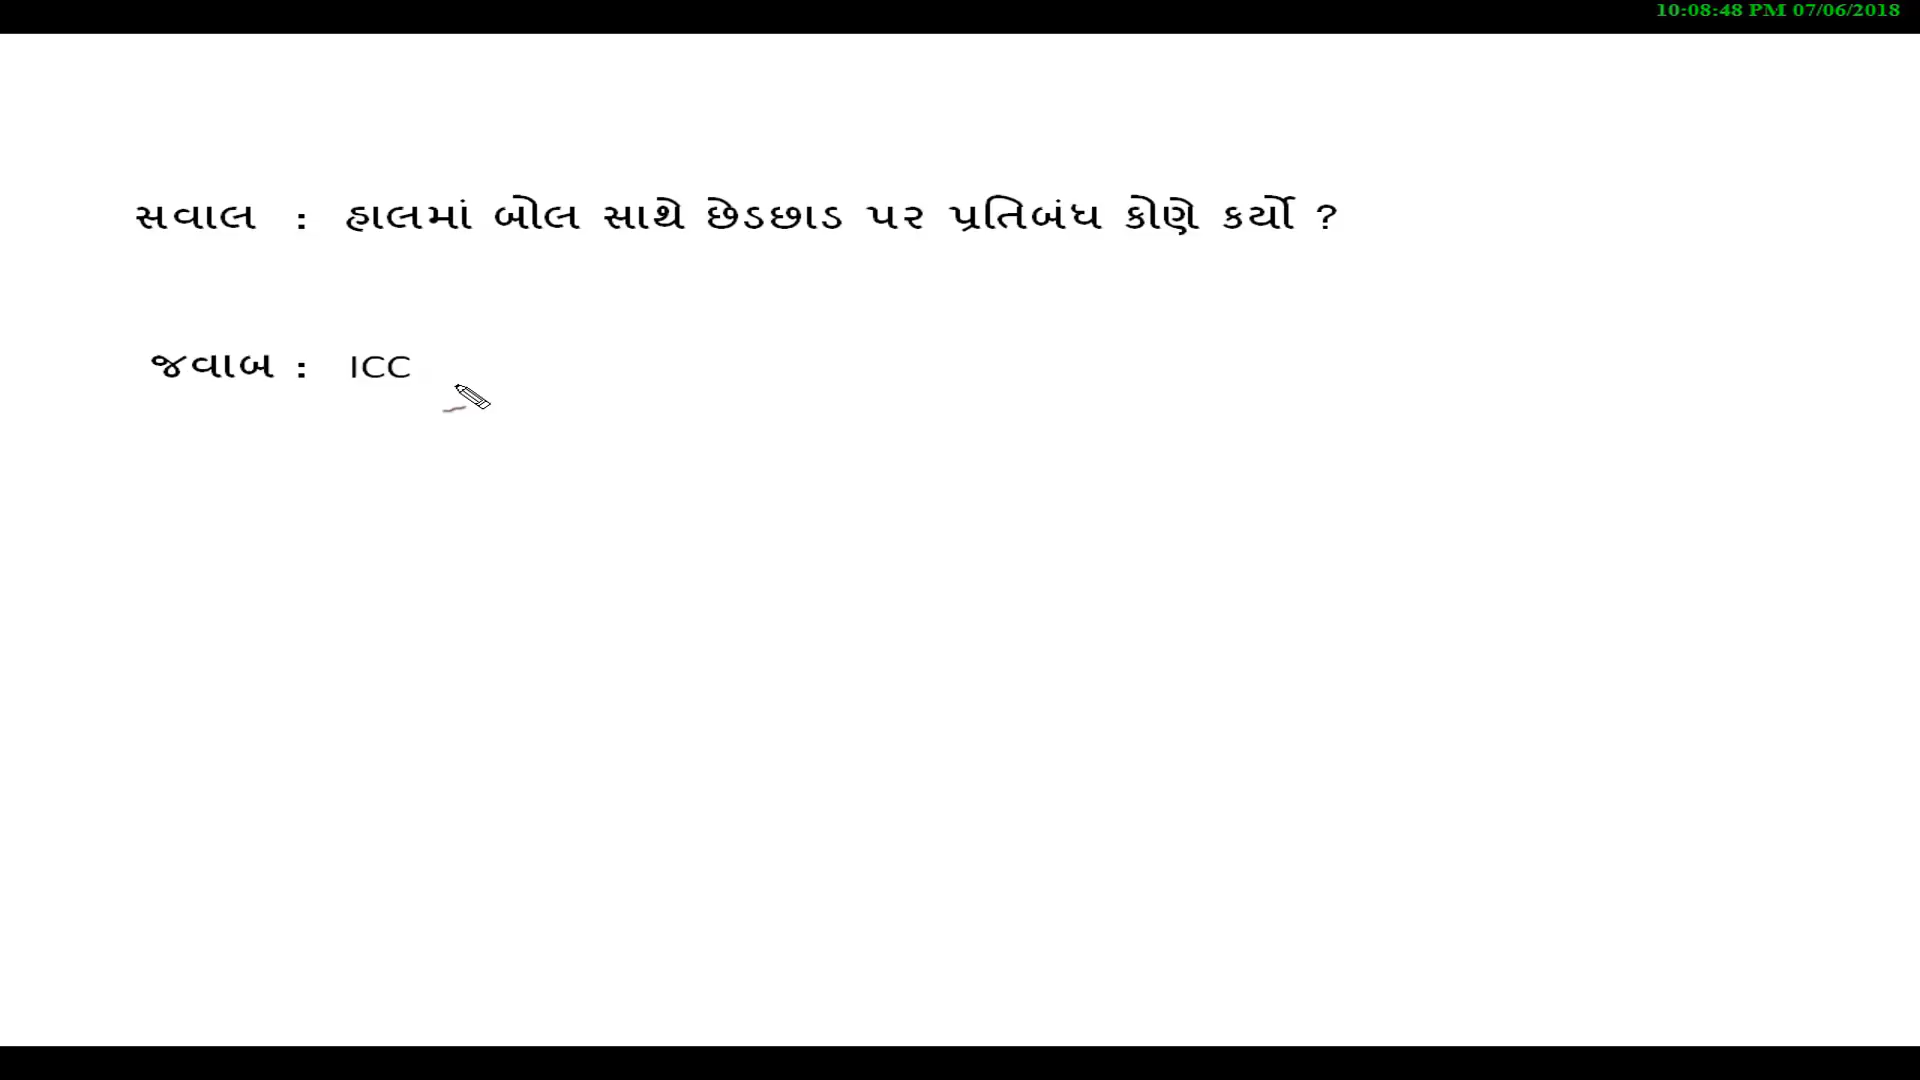 10:08:48 PM 07/06/2018
સવાલ : હાલમાં બોલ સાથે છેડછાડ પર પ્રતિબંધ કોણે કર્યો ?
જવાબ : ICC